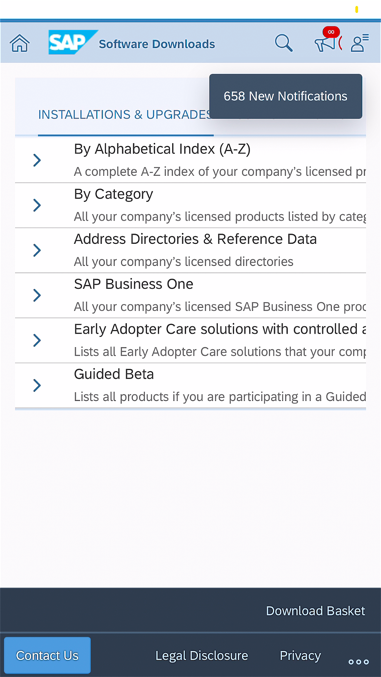 SAP Software Downloads
658 New Notifications
INSTALLATIONS & UPGRADES
By Alphabetical Index (A-Z)
A complete A-Z index of your company's licensed pr
By Category
All your company's licensed products listed by categ
Address Directories & Reference Data
All your company's licensed directories
SAP Business One
All your company's licensed SAP Business One prod
Early Adopter Care solutions with controlled a
Lists all Early Adopter Care solutions that your comp
Guided Beta
Lists all products if you are participating in a Guided
Download Basket
Contact Us
Legal Disclosure
Privacy